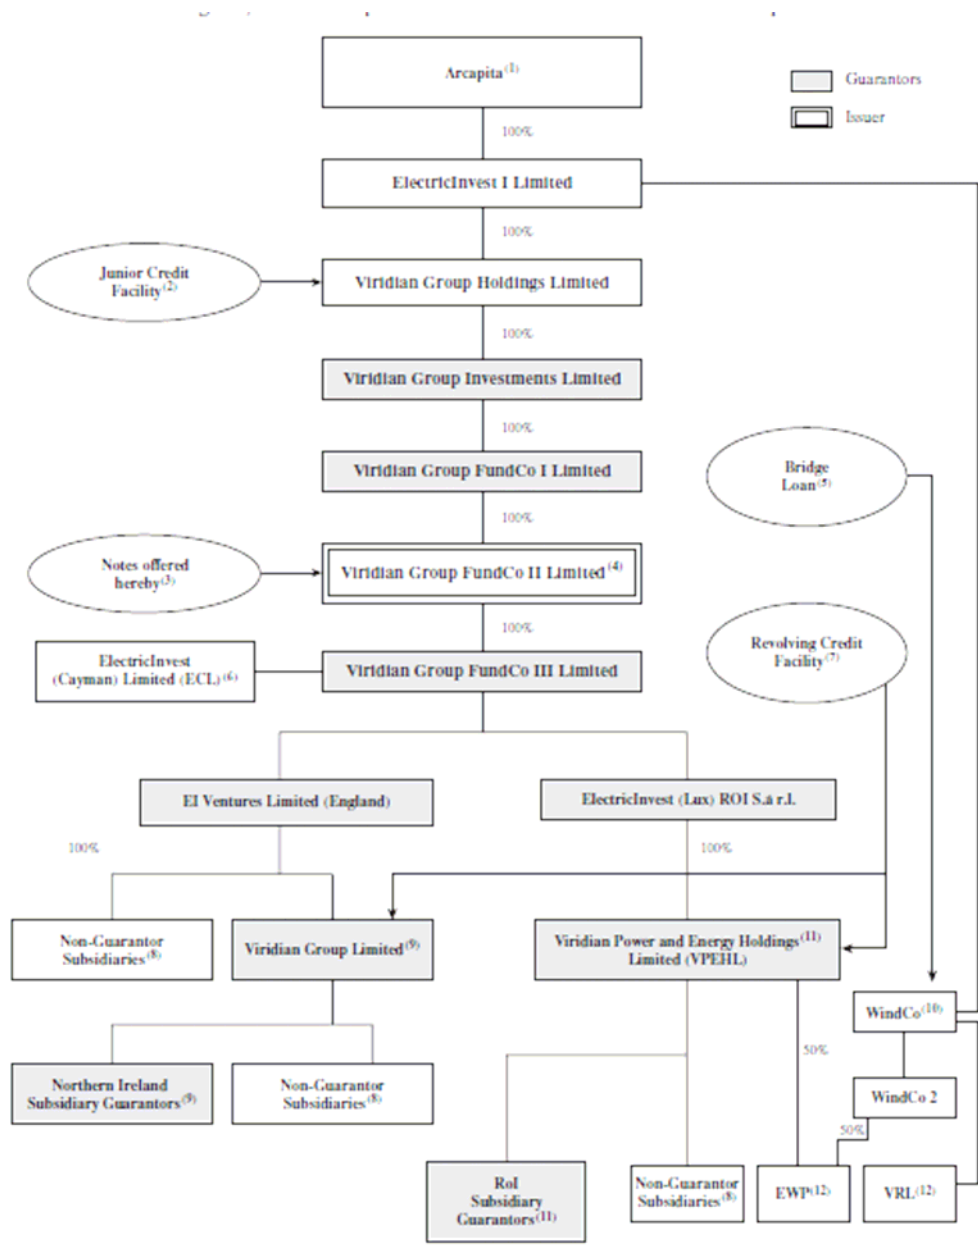 Arcapita(1)
Guarantors
Issuer
100%
ElectricInvest I Limited
100%
Junior Credit
Facility(2)
Viridian Group Holdings Limited
100%
Viridian Group Investments Limited
100%
Viridian Group FundCo I Limited
Bridge
Loan(5)
100%
Notes offered
hereby(3)
Viridian Group FundCo II Limited(4)
100%
Revolving Credit
Facility(7)
ElectricInvest
(Cayman) Limited (ECL)(6)
Viridian Group FundCo III Limited
EI Ventures Limited (England)
ElectricInvest (Lux) ROI S.à r.l.
100%
100%
Non-Guarantor
Subsidiaries(8)
Viridian Group Limited(9)
Viridian Power and Energy Holdings(11)
Limited (VPEHL)
WindCo(10)
50%
Northern Ireland
Subsidiary Guarantors(9)
Non-Guarantor
Subsidiaries(8)
WindCo 2
50%
RoI
Subsidiary
Guarantors(11)
Non-Guarantor
Subsidiaries(8)
EWP(12)
VRL(12)